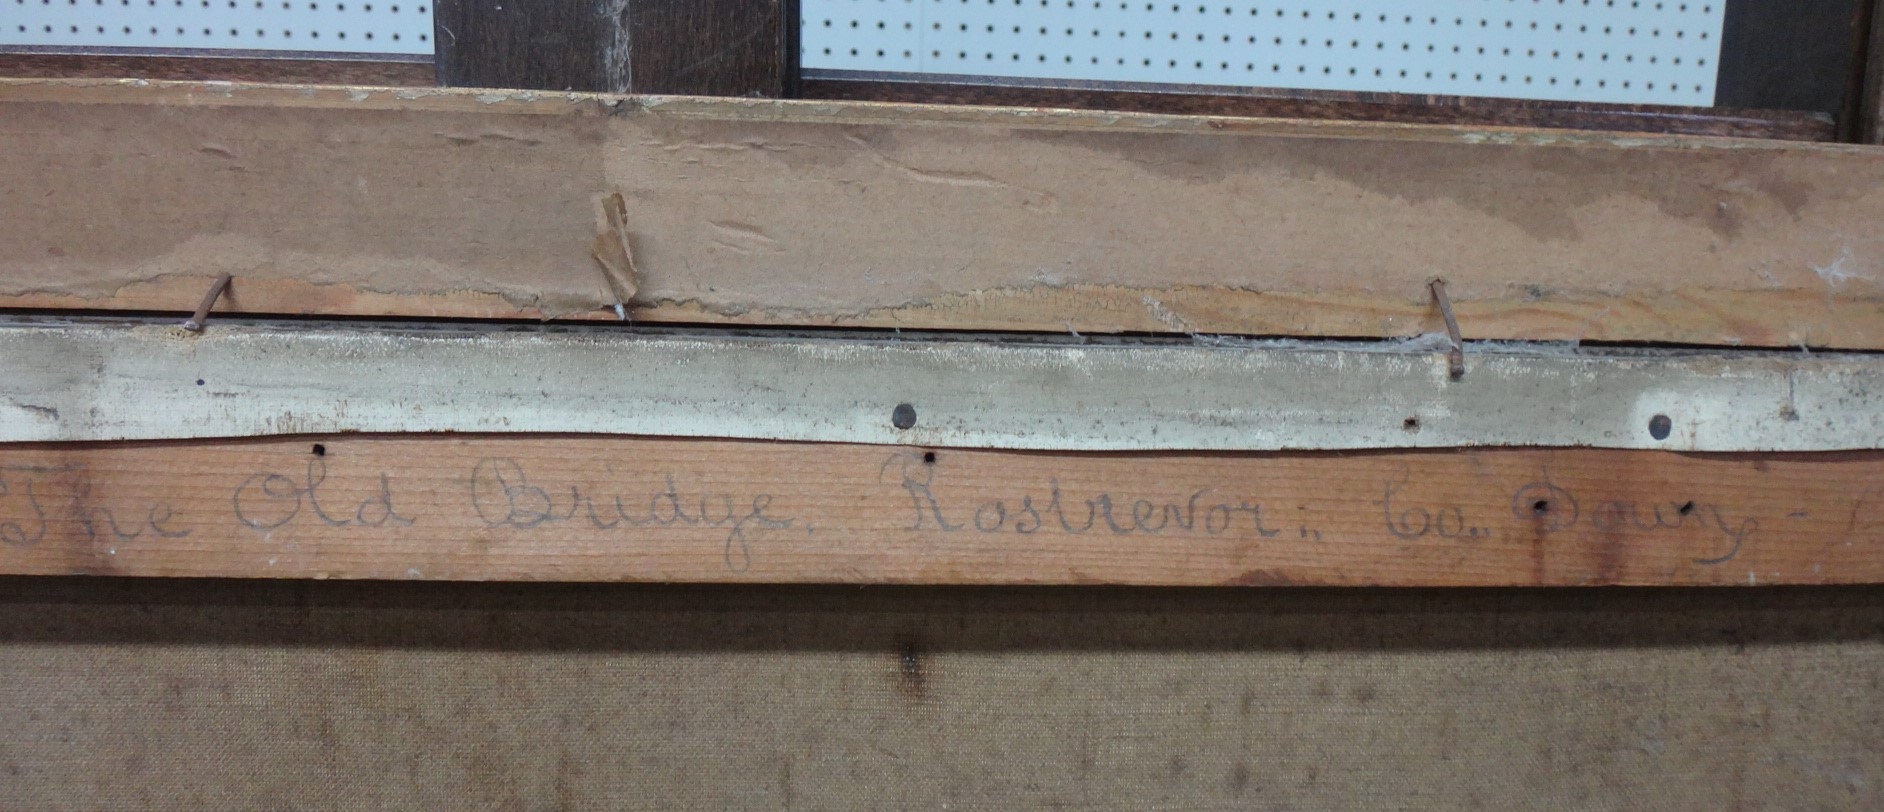 The Old Bridge. Rostrevor., Co., Down -